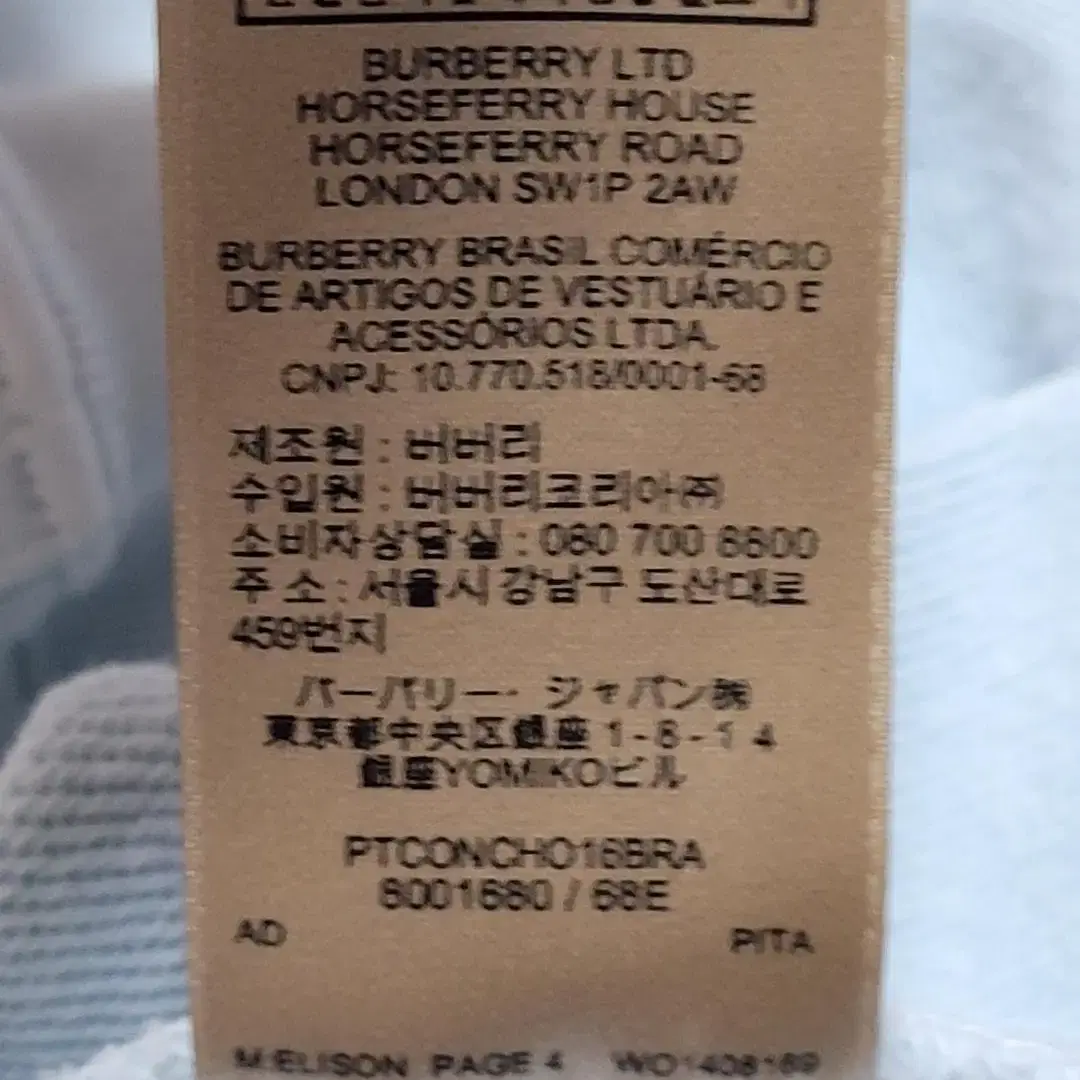 BURBERRY LTD
HORSEFERRY HOUSE
HORSEFERRY ROAD
LONDON SW1P 2AW
BURBERRY BRASIL COMÉRCIO
DE ARTIGOS DE VESTUÁRIO E
ACESSÓRIOS LTDA.
CNPJ: 10.770.518/0001-68
제조원 : 버버리
수입원 : 버버리코리아㈜
소비자상담실 : 080 700 8800
주 소 : 서울시 강남구 도산대로
459번지
バーバリー・ジャパン㈱
東京都中央区銀座 1-8-14
銀座YOMIKOビル
PTCONCHO16BRA
8001680 / 68E
AD
PITA
M.ELISON PAGE 4 WO1408189